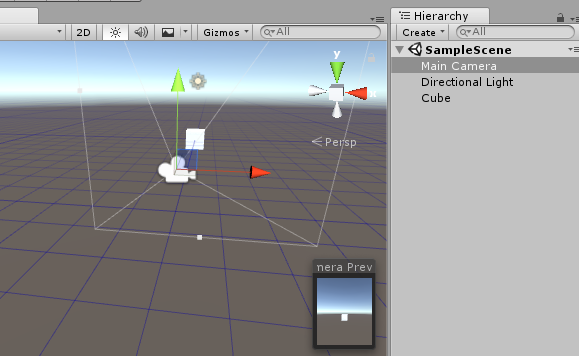 2D Gizmos All
y
Persp
nera Prev
Hierarchy
Create All
SampleScene
Main Camera
Directional Light
Cube